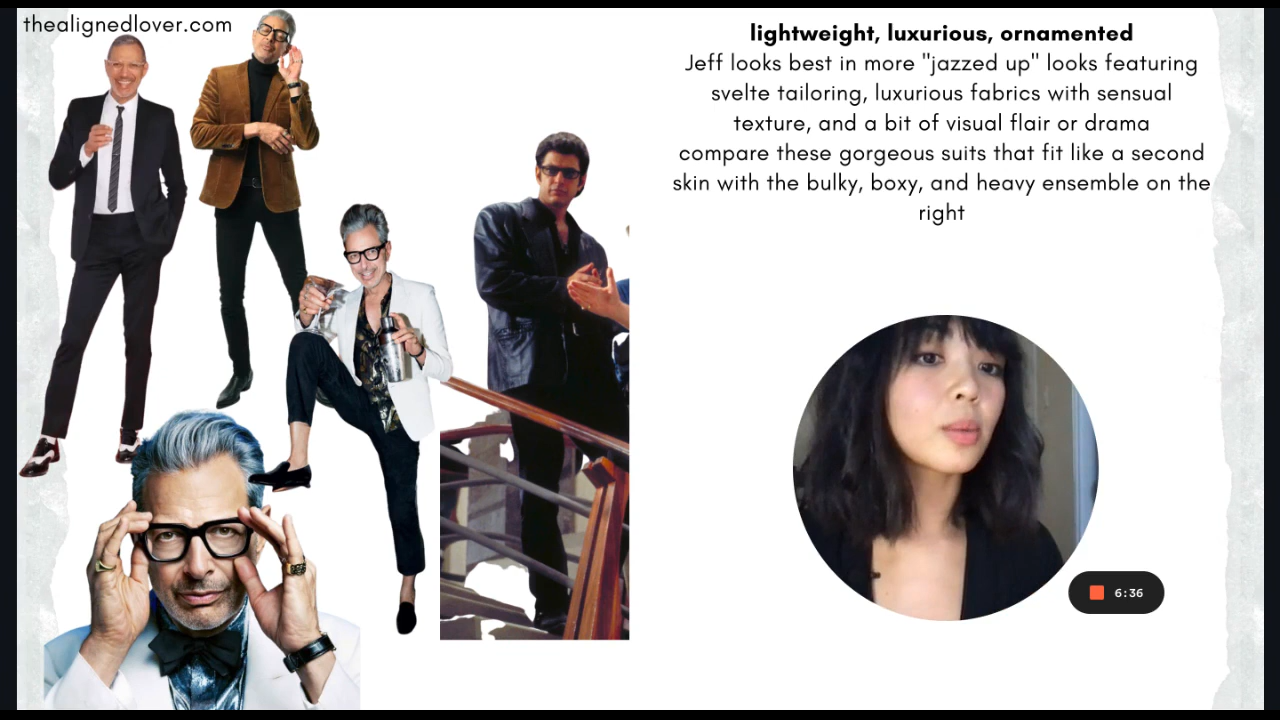 thealignedlover.com
lightweight, luxurious, ornamented
Jeff looks best in more "jazzed up" looks featuring
svelte tailoring, luxurious fabrics with sensual
texture, and a bit of visual flair or drama
compare these gorgeous suits that fit like a second
skin with the bulky, boxy, and heavy ensemble on the
right
6:36